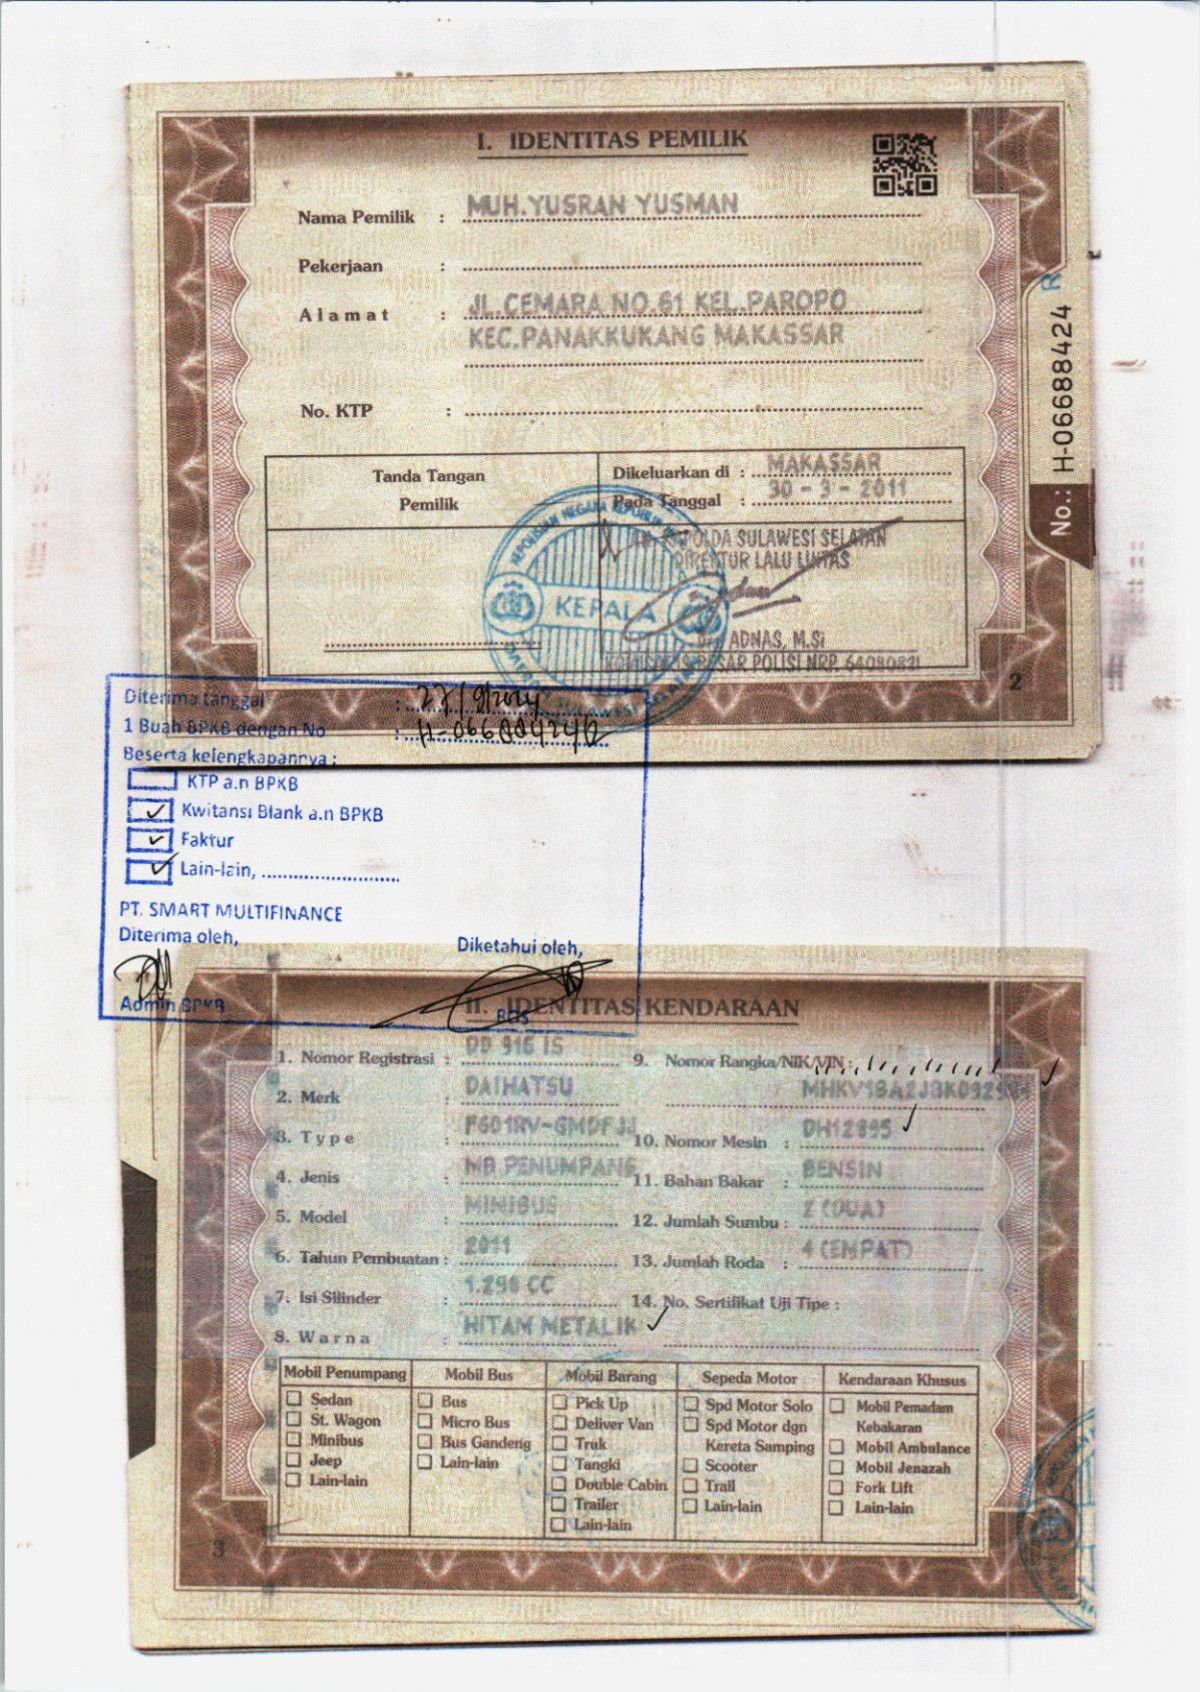 I. IDENTITAS PEMILIK
Nama Pemilik : MUH.YUSRAN YUSMAN
Pekerjaan :
Alamat : JL.CEMARA NO.61 KEL.PAROPO
KEC.PANAKKUKANG MAKASSAR
No. KTP :
No.: H-06688424 R
Tanda Tangan
Pemilik
Dikeluarkan di : MAKASSAR
Pada Tanggal : 30 - 3 - 2011
KAPOLDA SULAWESI SELATAN
DIREKTUR LALU LINTAS
KEPALA
ADNAS, M.Si
KOMISARIS BESAR POLISI NRP. 64080821
2
Diterima tanggal : 27/9/2024
1 Buah BPKB dengan No : H-06688424R
Beserta kelengkapannya :
KTP a.n BPKB
Kwitansi Blank a.n BPKB
Faktur
Lain-lain,
PT. SMART MULTIFINANCE
Diterima oleh,
Diketahui oleh,
Admin BPKB
II. IDENTITAS KENDARAAN
1. Nomor Registrasi : DD 916 IS
2. Merk : DAIHATSU
3. Type :
4. Jenis : MB PENUMPANG
5. Model : MINIBUS
6. Tahun Pembuatan : 2011
7. Isi Silinder : 1.298 CC
8. Warna : HITAM METALIK
9. Nomor Rangka/NIK/VIN :
10. Nomor Mesin : DH12895
11. Bahan Bakar : BENSIN
12. Jumlah Sumbu : 2 (DUA)
13. Jumlah Roda : 4 (EMPAT)
14. No. Sertifikat Uji Tipe :
Mobil Penumpang
Sedan
St. Wagon
Minibus
Jeep
Lain-lain
Mobil Bus
Bus
Micro Bus
Bus Gandeng
Lain-lain
Mobil Barang
Pick Up
Deliver Van
Truk
Tangki
Double Cabin
Trailer
Lain-lain
Sepeda Motor
Spd Motor Solo
Spd Motor dgn
Kereta Samping
Scooter
Trail
Lain-lain
Kendaraan Khusus
Mobil Pemadam
Kebakaran
Mobil Ambulance
Mobil Jenazah
Fork Lift
Lain-lain
3